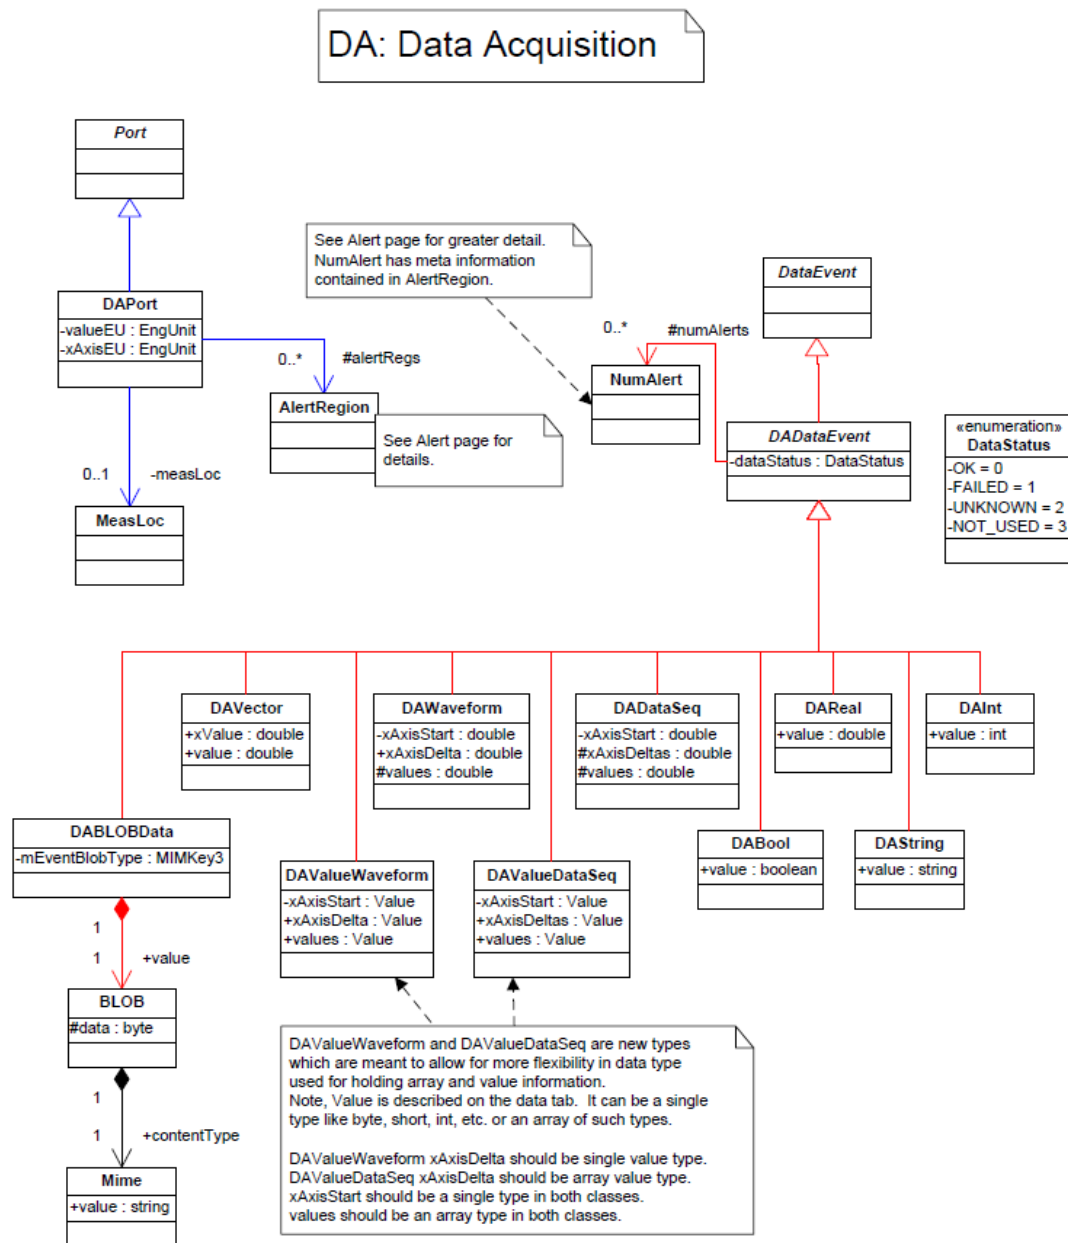 DA: Data Acquisition
Port
See Alert page for greater detail.
NumAlert has meta information
contained in AlertRegion.
DataEvent
DAPort
-valueEU : EngUnit
-xAxisEU : EngUnit
0..*
#alertRegs
0..*
#numAlerts
NumAlert
AlertRegion
See Alert page for
details.
DADataEvent
-dataStatus : DataStatus
«enumeration»
DataStatus
-OK = 0
-FAILED = 1
-UNKNOWN = 2
-NOT_USED = 3
0..1
-measLoc
MeasLoc
DAVector
+xValue : double
+value : double
DAWaveform
-xAxisStart : double
+xAxisDelta : double
#values : double
DADataSeq
-xAxisStart : double
#xAxisDeltas : double
#values : double
DAReal
+value : double
DAInt
+value : int
DABLOBData
-mEventBlobType : MIMKey3
DAValueWaveform
-xAxisStart : Value
+xAxisDelta : Value
+values : Value
DAValueDataSeq
-xAxisStart : Value
+xAxisDeltas : Value
+values : Value
DABool
+value : boolean
DAString
+value : string
1
1
+value
BLOB
#data : byte
1
1
+contentType
Mime
+value : string
DAValueWaveform and DAValueDataSeq are new types
which are meant to allow for more flexibility in data type
used for holding array and value information.
Note, Value is described on the data tab. It can be a single
type like byte, short, int, etc. or an array of such types.
DAValueWaveform xAxisDelta should be single value type.
DAValueDataSeq xAxisDelta should be array value type.
xAxisStart should be a single type in both classes.
values should be an array type in both classes.